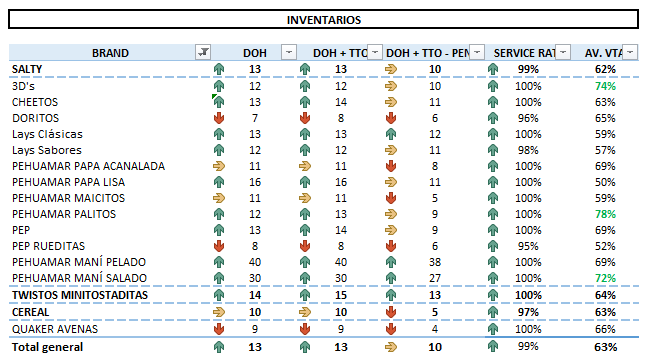 INVENTARIOS
BRAND DOH DOH + TTO DOH + TTO - PEN SERVICE RAT AV. VTA
SALTY 13 13 10 99% 62%
3D's 12 12 10 100% 74%
CHEETOS 12 14 11 100% 63%
DORITOS 7 8 6 96% 65%
Lays Clásicas 13 13 12 100% 59%
Lays Sabores 12 12 11 98% 57%
PEHUAMAR PAPA ACANALADA 11 11 8 100% 69%
PEHUAMAR PAPA LISA 16 16 11 100% 50%
PEHUAMAR MAICITOS 11 11 5 100% 59%
PEHUAMAR PALITOS 12 13 9 100% 78%
PEP 13 14 9 100% 69%
PEP RUEDITAS 8 8 6 95% 52%
PEHUAMAR MANÍ PELADO 40 40 38 100% 69%
PEHUAMAR MANÍ SALADO 30 30 27 100% 72%
TWISTOS MINITOSTADITAS 14 15 13 100% 64%
CEREAL 10 10 5 97% 63%
QUAKER AVENAS 9 9 4 100% 66%
Total general 13 13 10 99% 63%